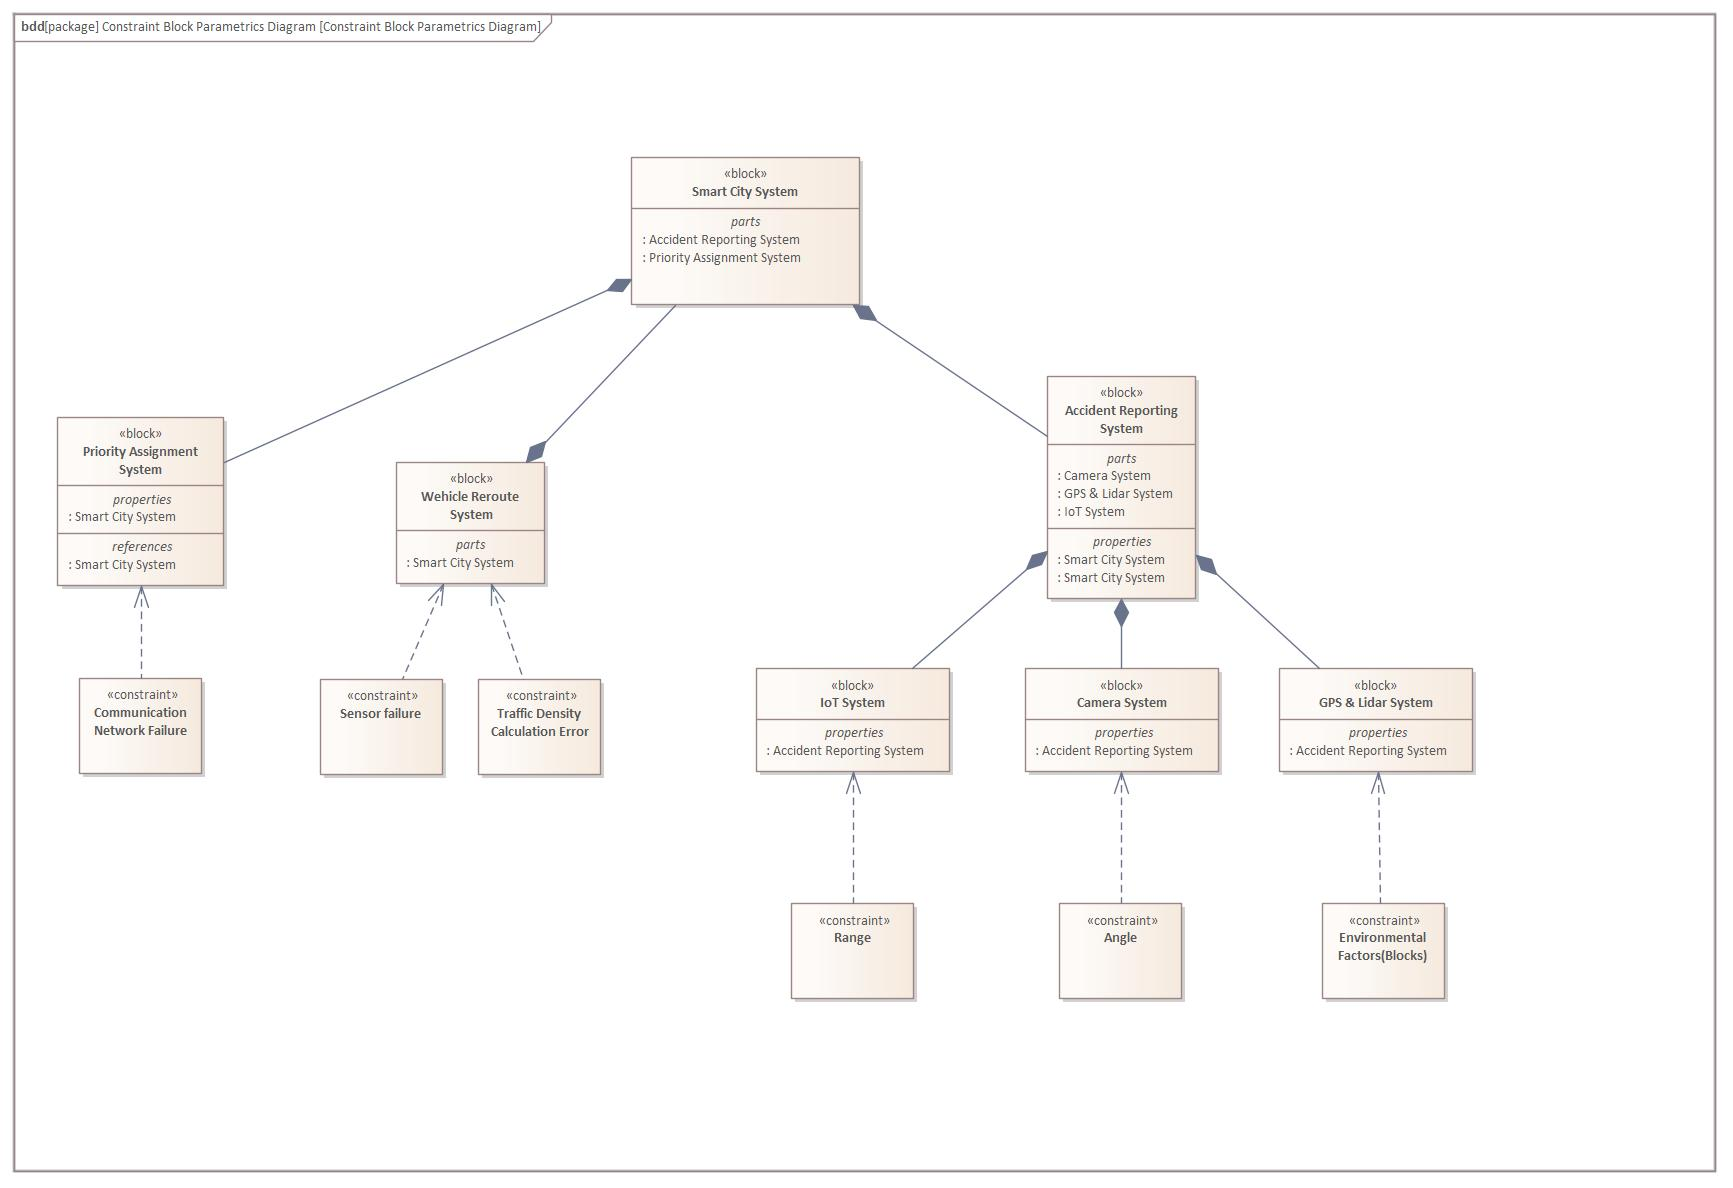 bdd[package] Constraint Block Parametrics Diagram [Constraint Block Parametrics Diagram]
«block»
Smart City System
parts
: Accident Reporting System
: Priority Assignment System
«block»
Priority Assignment
System
properties
: Smart City System
references
: Smart City System
«block»
Wehicle Reroute
System
parts
: Smart City System
«block»
Accident Reporting
System
parts
: Camera System
: GPS & Lidar System
: IoT System
properties
: Smart City System
: Smart City System
«constraint»
Communication
Network Failure
«constraint»
Sensor failure
«constraint»
Traffic Density
Calculation Error
«block»
IoT System
properties
: Accident Reporting System
«block»
Camera System
properties
: Accident Reporting System
«block»
GPS & Lidar System
properties
: Accident Reporting System
«constraint»
Range
«constraint»
Angle
«constraint»
Environmental
Factors(Blocks)